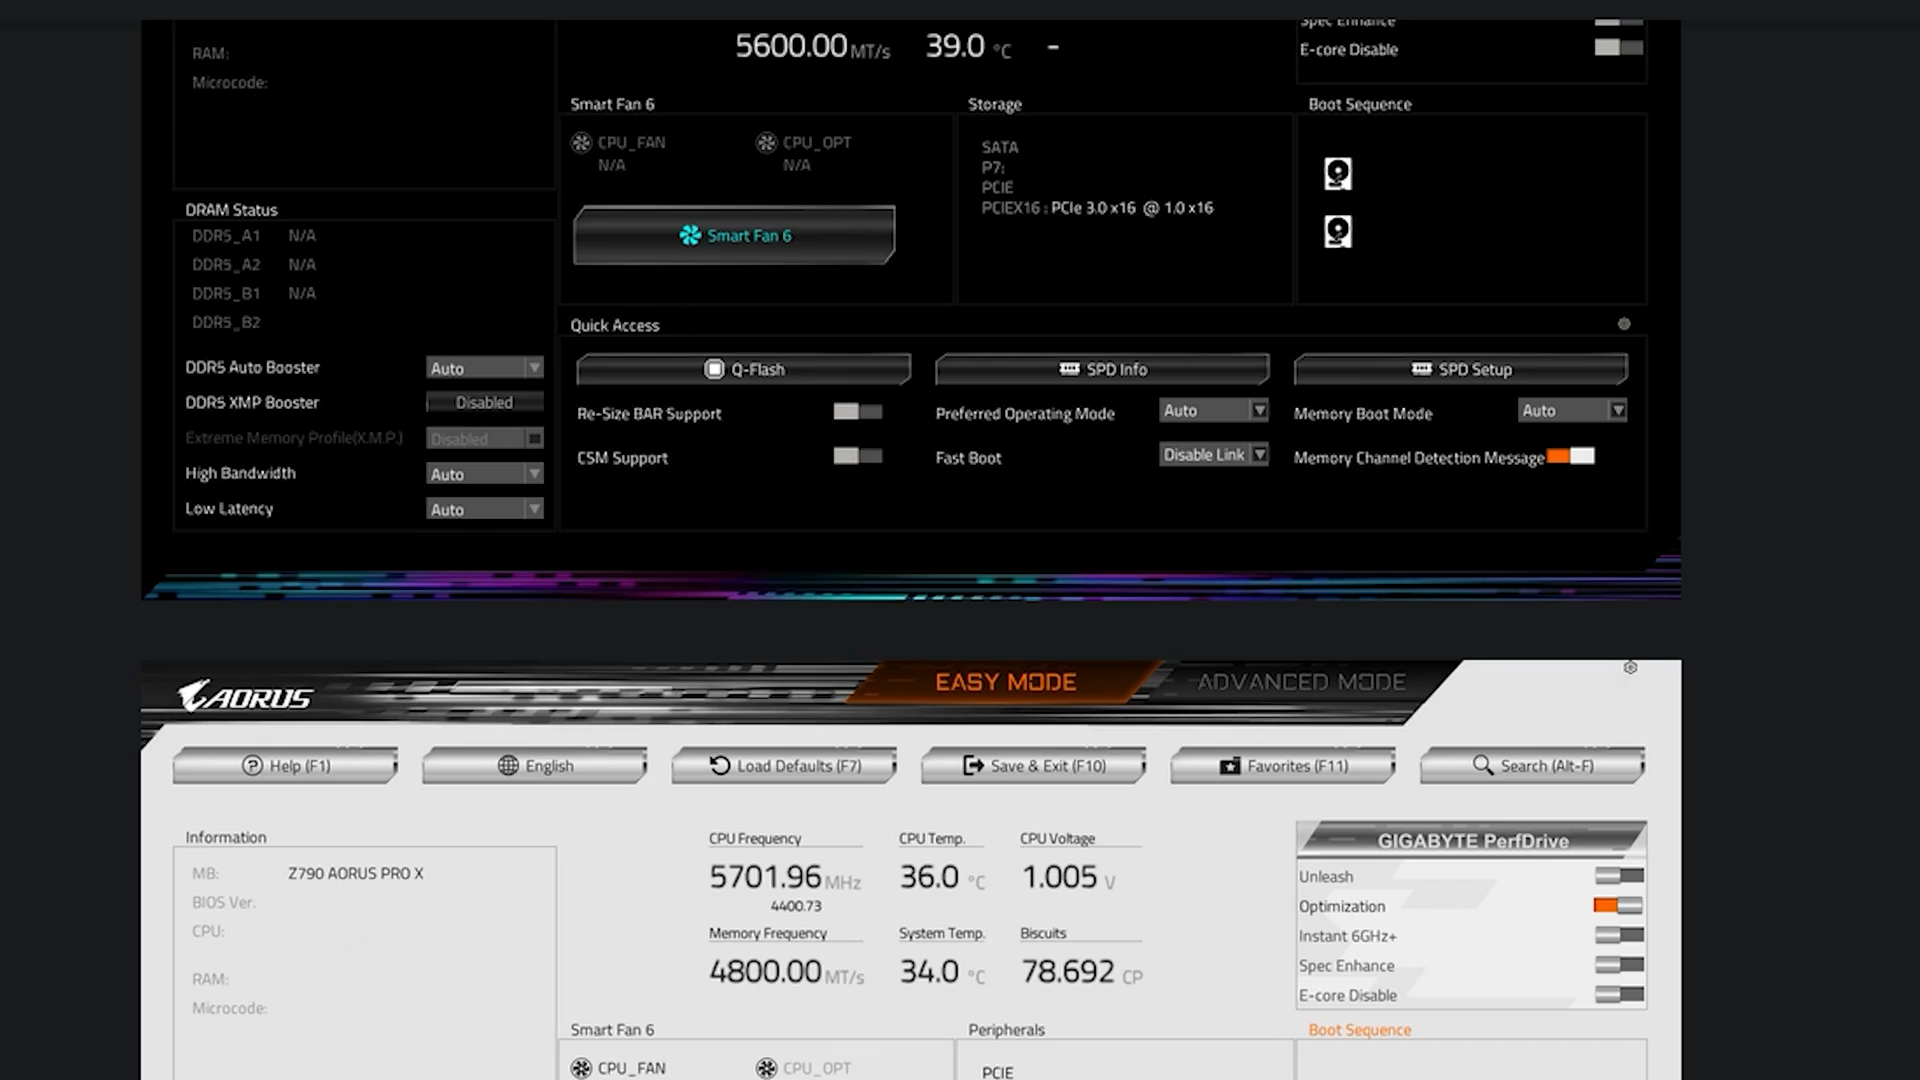 Spec Enhance
RAM:
5600.00 MT/s 39.0 °C -
E-core Disable
Microcode:
Smart Fan 6
Storage
Boot Sequence
CPU_FAN
N/A
CPU_OPT
N/A
SATA
P7:
PCIE
PCIEX16 : PCIe 3.0 x16 @ 1.0 x16
Smart Fan 6
DRAM Status
DDR5_A1 N/A
DDR5_A2 N/A
DDR5_B1 N/A
DDR5_B2
DDR5 Auto Booster Auto
DDR5 XMP Booster Disabled
Extreme Memory Profile(X.M.P.) Disabled
High Bandwidth Auto
Low Latency Auto
Quick Access
Q-Flash
SPD Info
SPD Setup
Re-Size BAR Support
Preferred Operating Mode Auto
Memory Boot Mode Auto
CSM Support
Fast Boot Disable Link
Memory Channel Detection Message
AORUS
EASY MODE
ADVANCED MODE
Help (F1)
English
Load Defaults (F7)
Save & Exit (F10)
Favorites (F11)
Search (Alt-F)
Information
MB: Z790 AORUS PRO X
BIOS Ver.
CPU:
RAM:
Microcode:
CPU Frequency
5701.96 MHz
4400.73
CPU Temp.
36.0 °C
CPU Voltage
1.005 V
Memory Frequency
4800.00 MT/s
System Temp.
34.0 °C
Biscuits
78.692 CP
GIGABYTE PerfDrive
Unleash
Optimization
Instant 6GHz+
Spec Enhance
E-core Disable
Smart Fan 6
Peripherals
Boot Sequence
CPU_FAN
CPU_OPT
PCIE